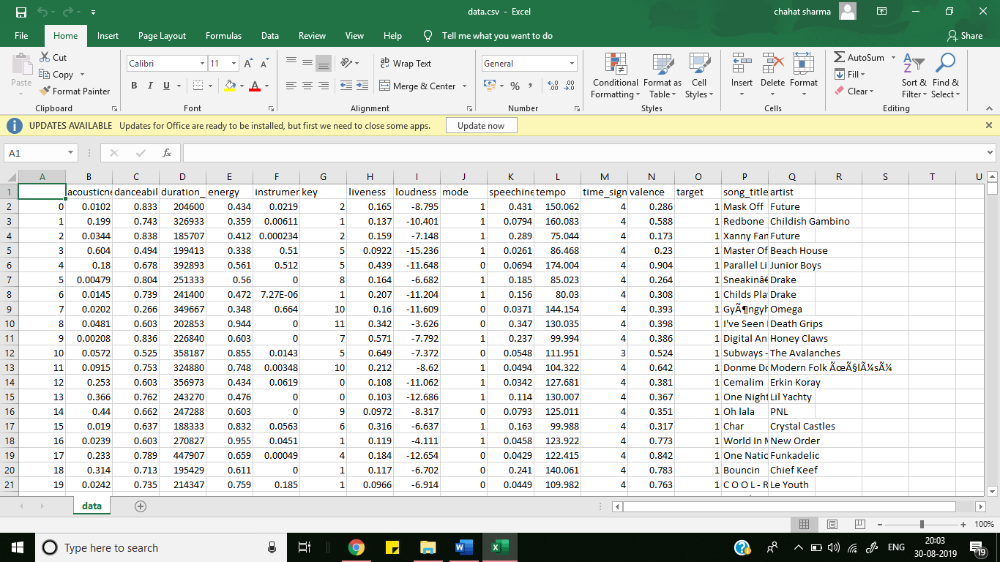 data.csv - Excel
chahat sharma
File Home Insert Page Layout Formulas Data Review View Help Tell me what you want to do Share
Paste
Cut
Copy
Format Painter
Clipboard
Calibri 11 A A
B I U A
Font
Wrap Text
Merge & Center
Alignment
General
% , .00
Number
Conditional Formatting
Format as Table
Cell Styles
Styles
Insert
Delete
Format
Cells
AutoSum
Fill
Clear
Sort & Filter
Find & Select
Editing
UPDATES AVAILABLE Updates for Office are ready to be installed, but first we need to close some apps. Update now
A1 fx
A B C D E F G H I J K L M N O P Q R S T U
1 acousticne danceabil duration_ energy instrumer key liveness loudness mode speechine tempo time_sign valence target song_title artist
2 0 0.0102 0.833 204600 0.434 0.0219 2 0.165 -8.795 1 0.431 150.062 4 0.286 1 Mask Off Future
3 1 0.199 0.743 326933 0.359 0.00611 1 0.137 -10.401 1 0.0794 160.083 4 0.588 1 Redbone Childish Gambino
4 2 0.0344 0.838 185707 0.412 0.000234 2 0.159 -7.148 1 0.289 75.044 4 0.173 1 Xanny Fan Future
5 3 0.604 0.494 199413 0.338 0.51 5 0.0922 -15.236 1 0.0261 86.468 4 0.23 1 Master Of Beach House
6 4 0.18 0.678 392893 0.561 0.512 5 0.439 -11.648 0 0.0694 174.004 4 0.904 1 Parallel Li Junior Boys
7 5 0.00479 0.804 251333 0.56 0 8 0.164 -6.682 1 0.185 85.023 4 0.264 1 Sneakinâ€ Drake
8 6 0.0145 0.739 241400 0.472 7.27E-06 1 0.207 -11.204 1 0.156 80.03 4 0.308 1 Childs Pla Drake
9 7 0.0202 0.266 349667 0.348 0.664 10 0.16 -11.609 0 0.0371 144.154 4 0.393 1 GyÃ¶ngyh Omega
10 8 0.0481 0.603 202853 0.944 0 11 0.342 -3.626 0 0.347 130.035 4 0.398 1 I've Seen Death Grips
11 9 0.00208 0.836 226840 0.603 0 7 0.571 -7.792 1 0.237 99.994 4 0.386 1 Digital An Honey Claws
12 10 0.0572 0.525 358187 0.855 0.0143 5 0.649 -7.372 0 0.0548 111.951 3 0.524 1 Subways - The Avalanches
13 11 0.0915 0.753 324880 0.748 0.00348 10 0.212 -8.62 1 0.0494 104.322 4 0.642 1 Donme Do Modern Folk ÃœÃ§lÃ¼sÃ¼
14 12 0.253 0.603 356973 0.434 0.0619 0 0.108 -11.062 1 0.0342 127.681 4 0.381 1 Cemalim Erkin Koray
15 13 0.366 0.762 243270 0.476 0 0 0.103 -12.686 1 0.114 130.007 4 0.367 1 One Night Lil Yachty
16 14 0.44 0.662 247288 0.603 0 9 0.0972 -8.317 0 0.0793 125.011 4 0.351 1 Oh lala PNL
17 15 0.019 0.637 188333 0.832 0.0563 6 0.316 -6.637 1 0.163 99.988 4 0.317 1 Char Crystal Castles
18 16 0.0239 0.603 270827 0.955 0.0451 1 0.119 -4.111 1 0.0458 123.922 4 0.773 1 World In M New Order
19 17 0.233 0.789 447907 0.659 0.00049 4 0.184 -12.654 0 0.0429 122.415 4 0.842 1 One Natio Funkadelic
20 18 0.314 0.713 195429 0.611 0 1 0.117 -6.702 0 0.241 140.061 4 0.783 1 Bouncin Chief Keef
21 19 0.0242 0.735 214347 0.759 0.185 1 0.0966 -6.914 0 0.0449 109.982 4 0.763 1 C O O L - R Le Youth
data
100%
Type here to search
ENG
20:03
30-08-2019
19